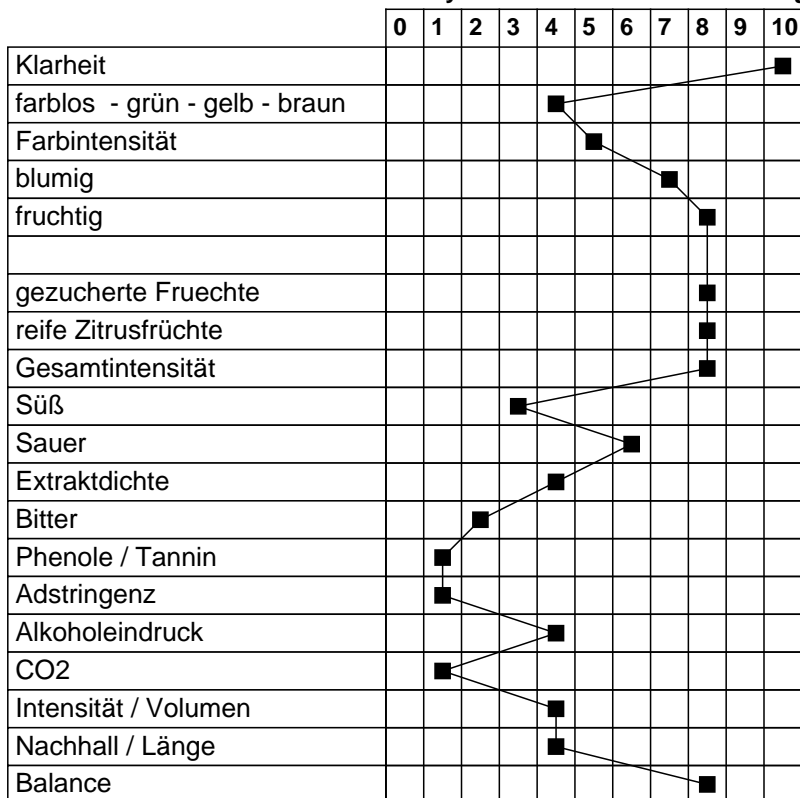 0 1 2 3 4 5 6 7 8 9 10
Klarheit
farblos - grün - gelb - braun
Farbintensität
blumig
fruchtig
gezucherte Fruechte
reife Zitrusfrüchte
Gesamtintensität
Süß
Sauer
Extraktdichte
Bitter
Phenole / Tannin
Adstringenz
Alkoholeindruck
CO2
Intensität / Volumen
Nachhall / Länge
Balance